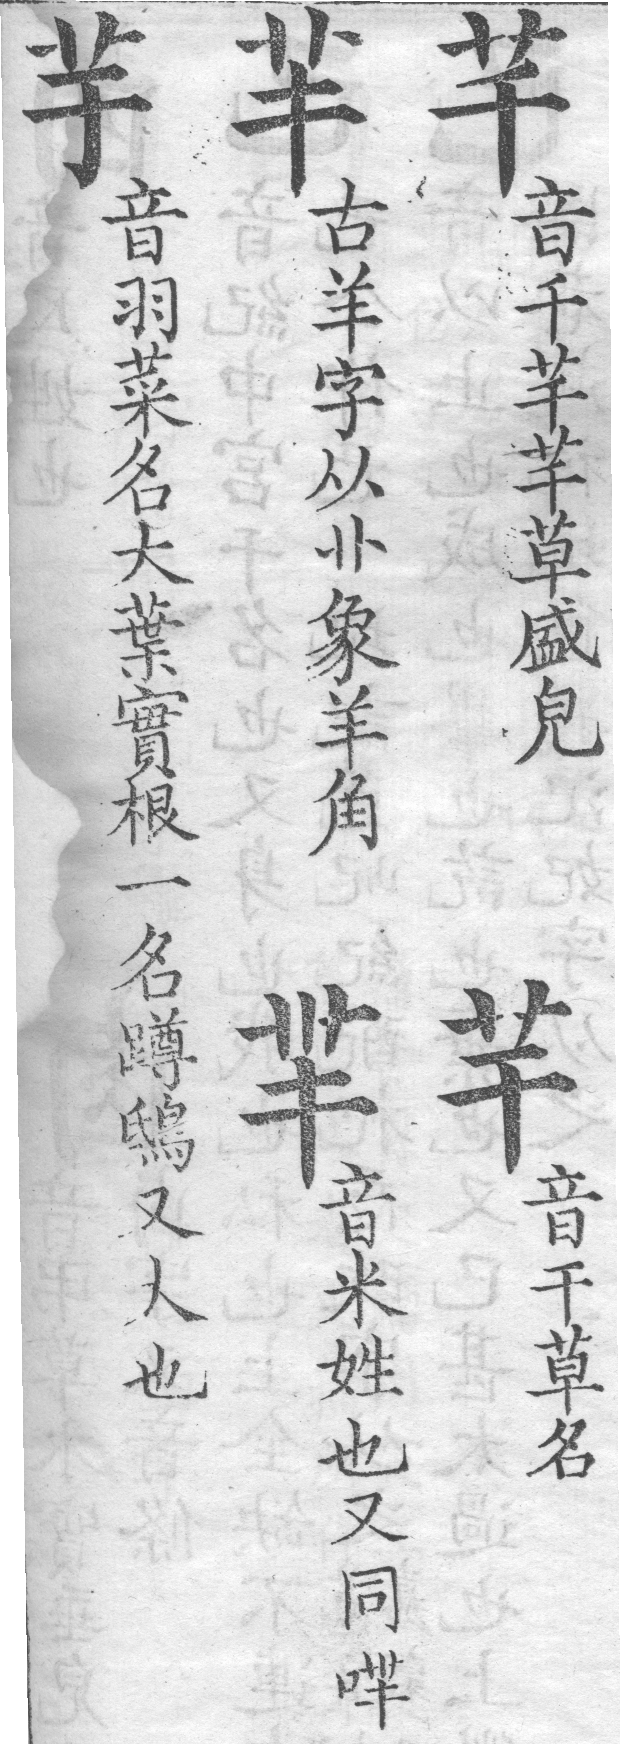 芊音千芊芊草盛皃
芉音干草名
羋古羊字从丱象羊角
芈音米姓也又同哶
芋音羽菜名大葉實根一名蹲鴟又大也